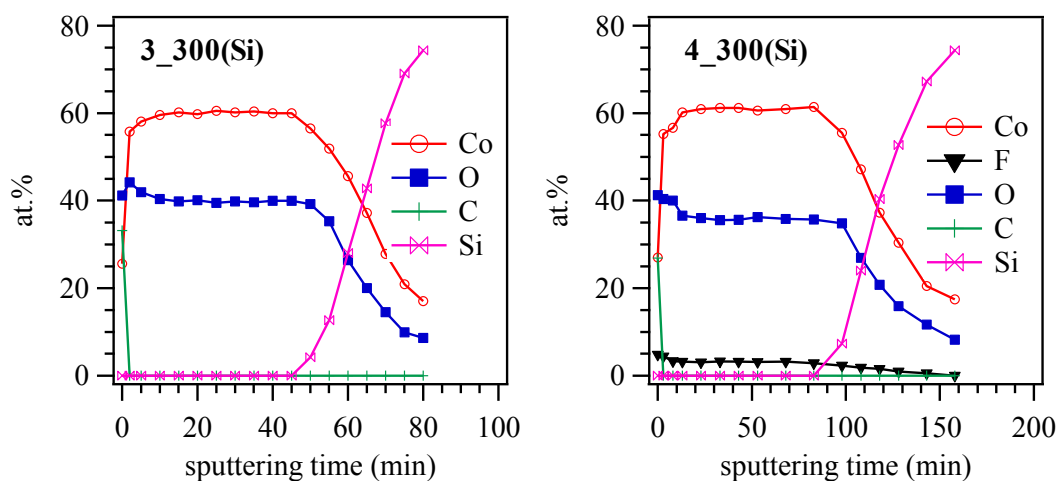 80
3_300(Si)
60
Co
O
C
Si
40
20
0
at.%
0
20
40
60
80
100
sputtering time (min)
80
4_300(Si)
60
Co
F
O
C
Si
40
20
0
at.%
0
50
100
150
200
sputtering time (min)